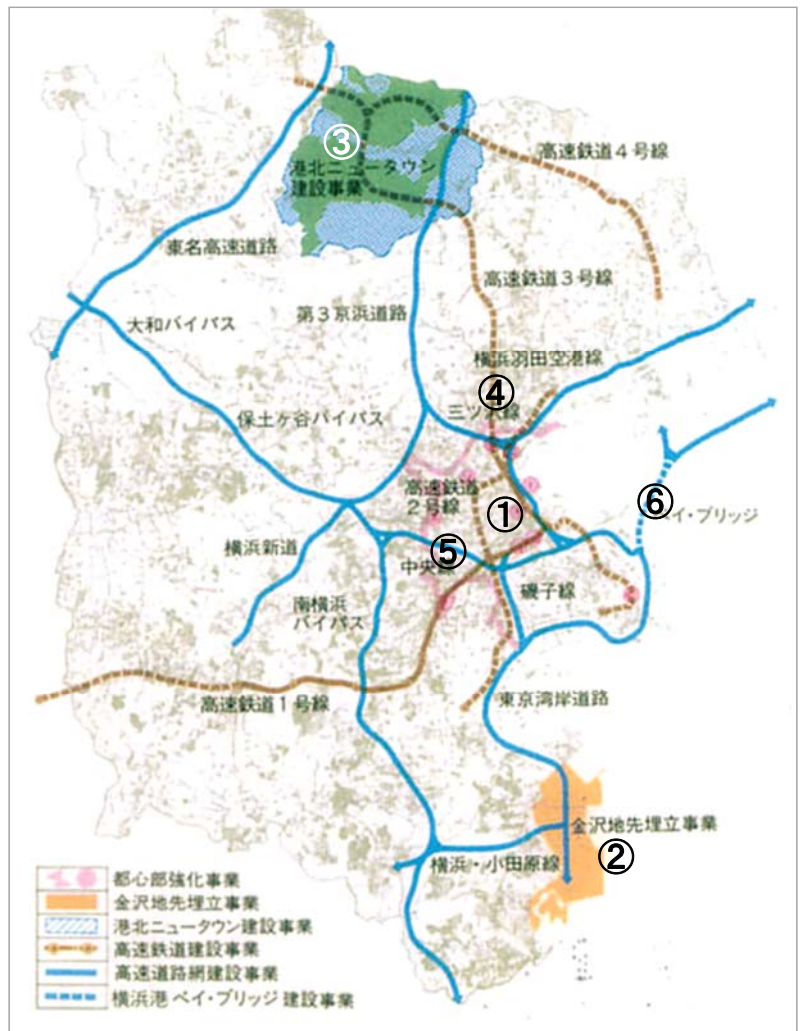 ③
港北ニュータウン
建設事業
高速鉄道4号線
東名高速道路
高速鉄道3号線
大和バイパス
第3京浜道路
横浜羽田空港線
④
三ツ 線
保土ヶ谷バイパス
高速鉄道
2号線
①
⑥
ベイ・ブリッジ
⑤
中央線
横浜新道
磯子線
南横浜
バイパス
高速鉄道1号線
東京湾岸道路
金沢地先埋立事業
②
横浜・小田原線
都心部強化事業
金沢地先埋立事業
港北ニュータウン建設事業
高速鉄道建設事業
高速道路網建設事業
横浜港ベイ・ブリッジ建設事業